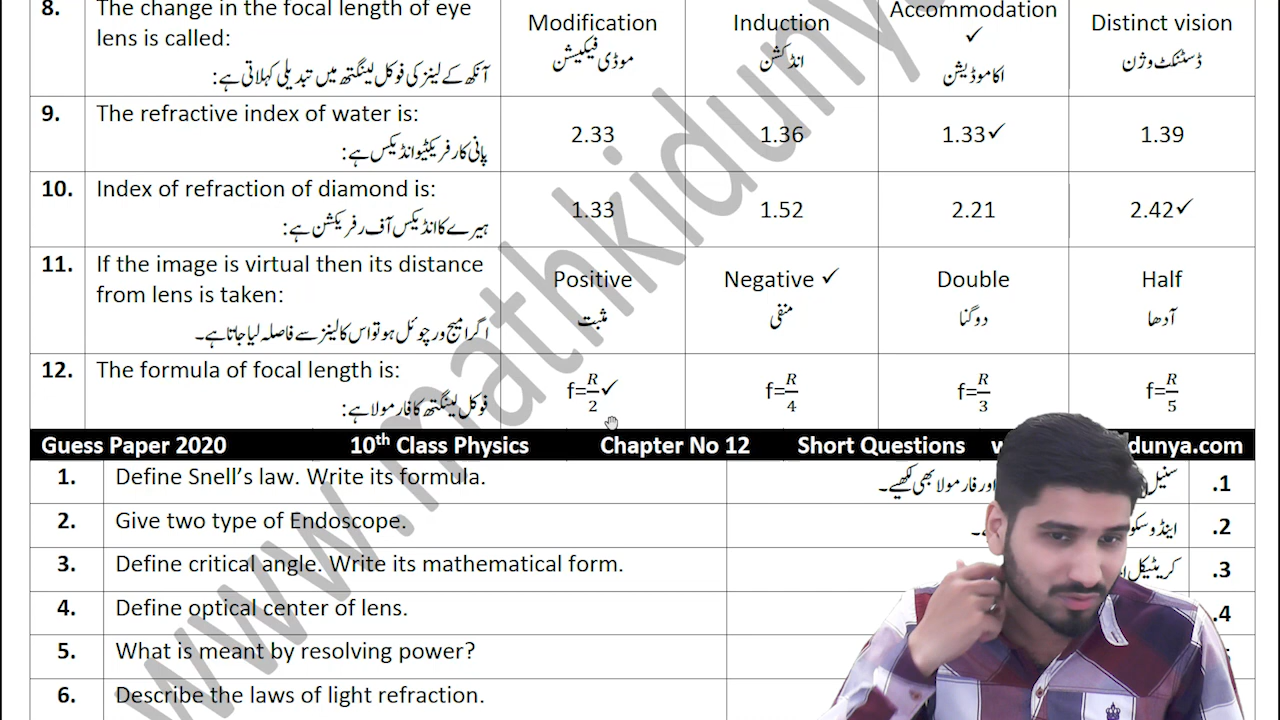 8. The change in the focal length of eye
lens is called:
آنکھ کے لینز کی فوکل لینگتھ میں تبدیلی کہلاتی ہے:
Modification
موڈی فیکیشن
Induction
انڈکشن
Accommodation
✓
اکاموڈیشن
Distinct vision
ڈسٹنکٹ وژن
9. The refractive index of water is:
پانی کا رفریکٹیو انڈیکس ہے:
2.33
1.36
1.33✓
1.39
10. Index of refraction of diamond is:
ہیرے کا انڈیکس آف رفریکشن ہے:
1.33
1.52
2.21
2.42✓
11. If the image is virtual then its distance
from lens is taken:
اگر امیج ورچوئل ہو تو اس کا لینز سے فاصلہ لیا جاتا ہے۔
Positive
مثبت
Negative ✓
منفی
Double
دوگنا
Half
آدھا
12. The formula of focal length is:
فوکل لینگتھ کا فارمولا ہے:
f=R/2✓
f=R/4
f=R/3
f=R/5
Guess Paper 2020 10th Class Physics Chapter No 12 Short Questions w dunya.com
1. Define Snell’s law. Write its formula.
سنیل اور فارمولا بھی لکھیے۔ .1
2. Give two type of Endoscope.
.2
3. Define critical angle. Write its mathematical form.
کریٹیکل .3
4. Define optical center of lens.
.4
5. What is meant by resolving power?
6. Describe the laws of light refraction.
www.mathkidunya